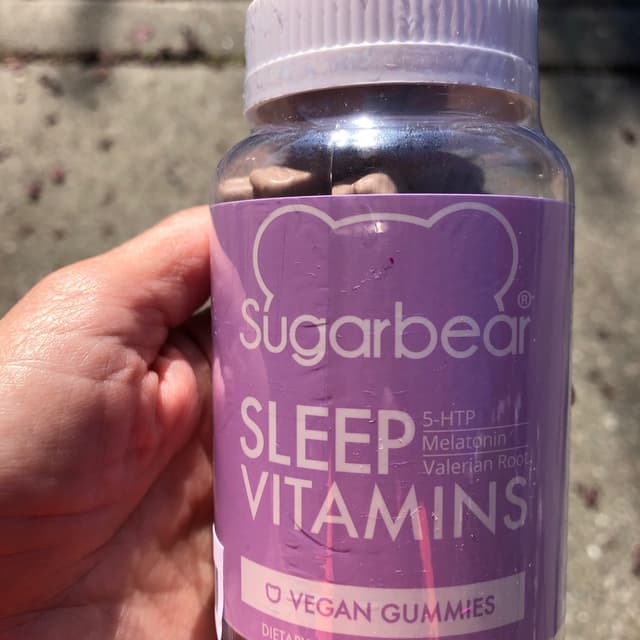 Sugarbear®
SLEEP
5-HTP
Melatonin
Valerian Root
VITAMINS
VEGAN GUMMIES